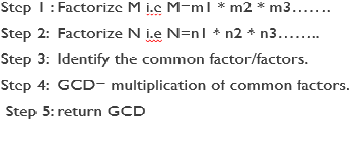 Step 1 : Factorize M i.e M=m1 * m2 * m3.......
Step 2: Factorize N i.e N=n1 * n2 * n3........
Step 3: Identify the common factor/factors.
Step 4: GCD= multiplication of common factors.
Step 5: return GCD